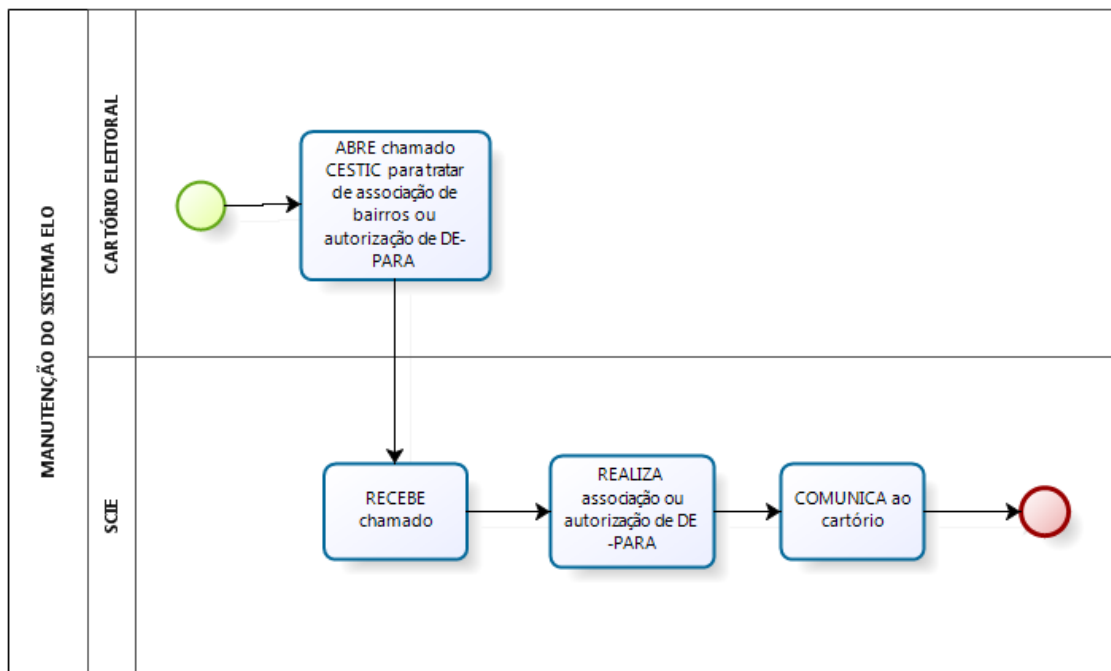 MANUTENÇÃO DO SISTEMA ELO
CARTÓRIO ELEITORAL
ABRE chamado
CESTIC para tratar
de associação de
bairros ou
autorização de DE-
PARA
SCIE
RECEBE
chamado
REALIZA
associação ou
autorização de DE
-PARA
COMUNICA ao
cartório